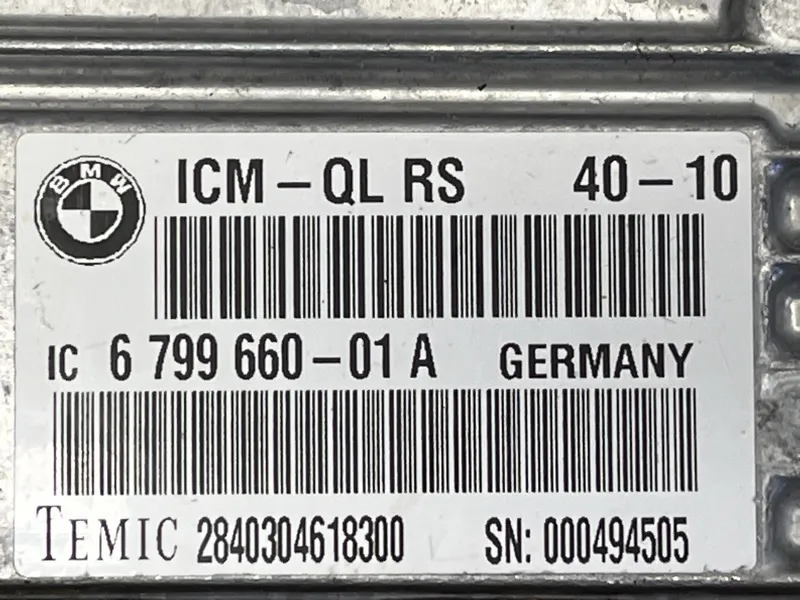 BMW
ICM – QL RS 40 – 10
IC 6 799 660 – 01 A GERMANY
TEMIC 2840304618300 SN: 000494505